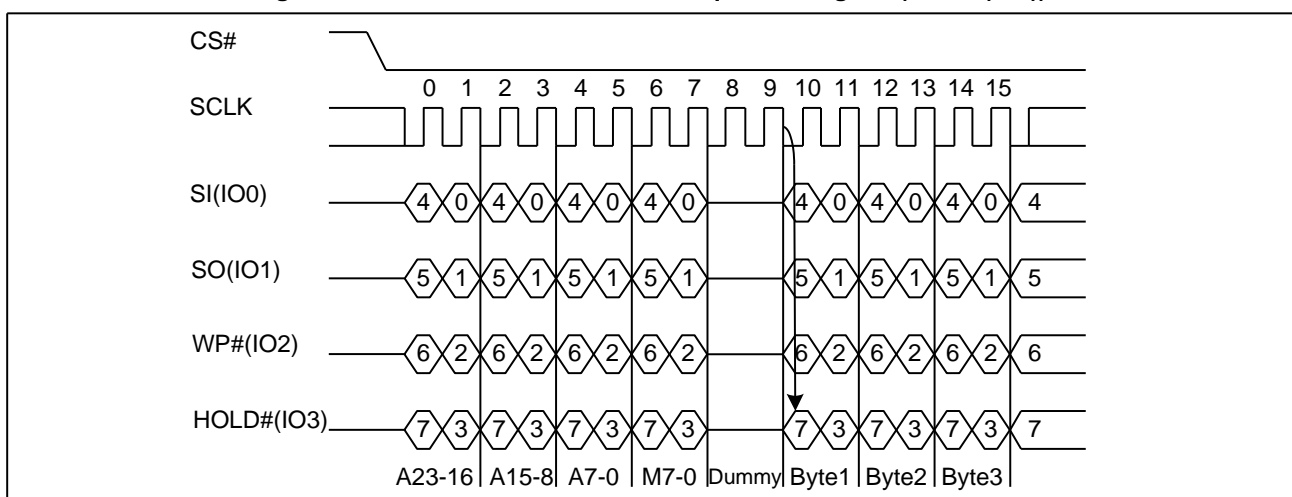 CS#
0 1 2 3 4 5 6 7 8 9 10 11 12 13 14 15
SCLK
SI(IO0) 4 0 4 0 4 0 4 0 4 0 4 0 4 0 4
SO(IO1) 5 1 5 1 5 1 5 1 5 1 5 1 5 1 5
WP#(IO2) 6 2 6 2 6 2 6 2 6 2 6 2 6 2 6
HOLD#(IO3) 7 3 7 3 7 3 7 3 7 3 7 3 7 3 7
A23-16 A15-8 A7-0 M7-0 Dummy Byte1 Byte2 Byte3